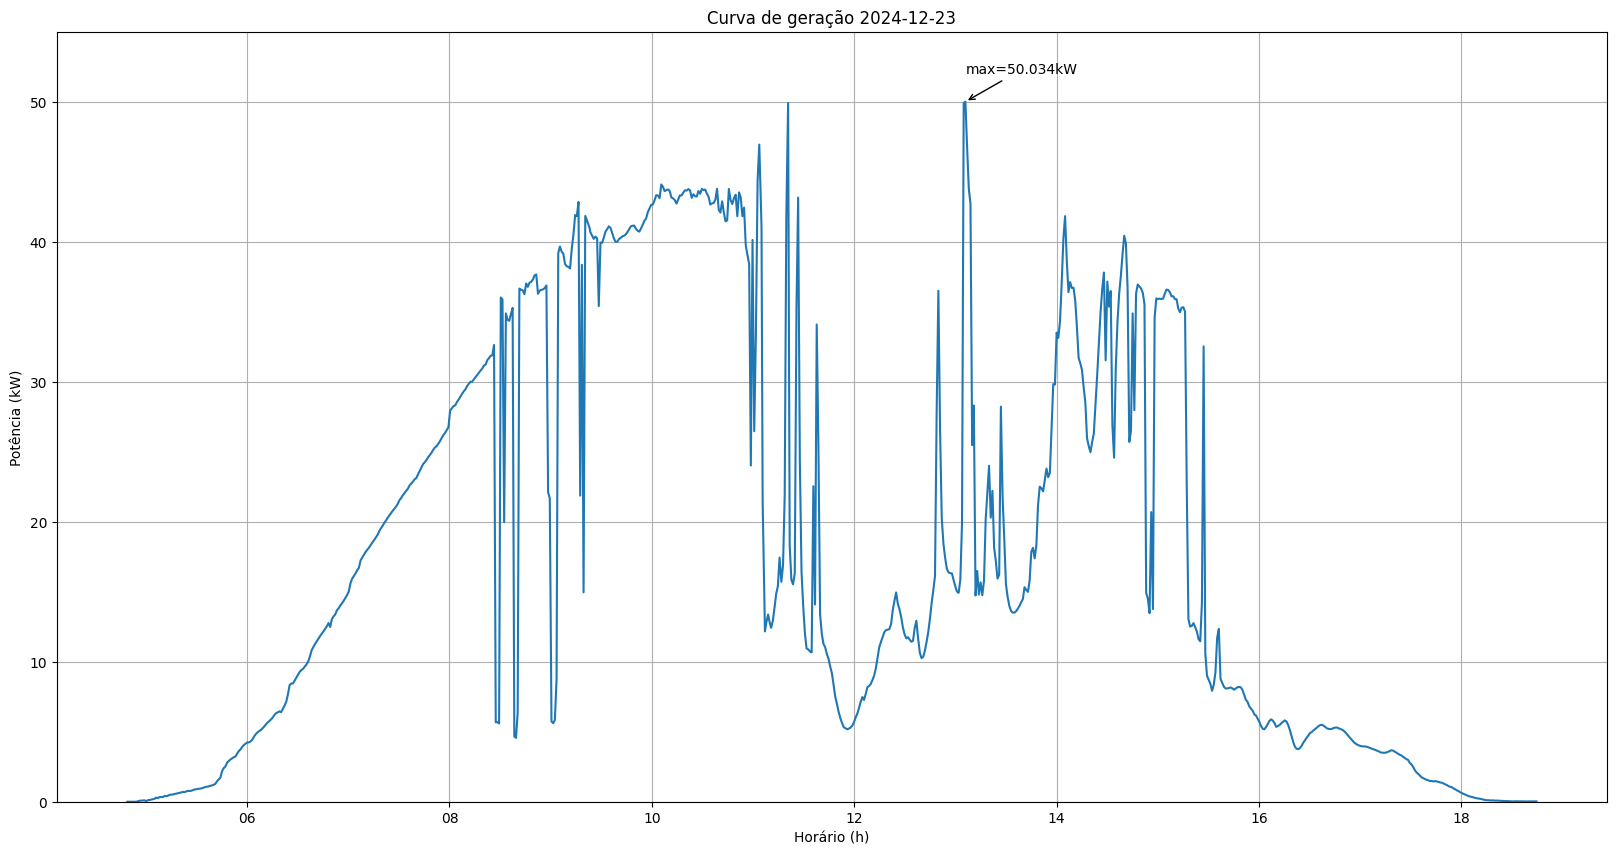 Curva de geração 2024-12-23
max=50.034kW
50
40
30
20
10
0
Potência (kW)
06 08 10 12 14 16 18
Horário (h)